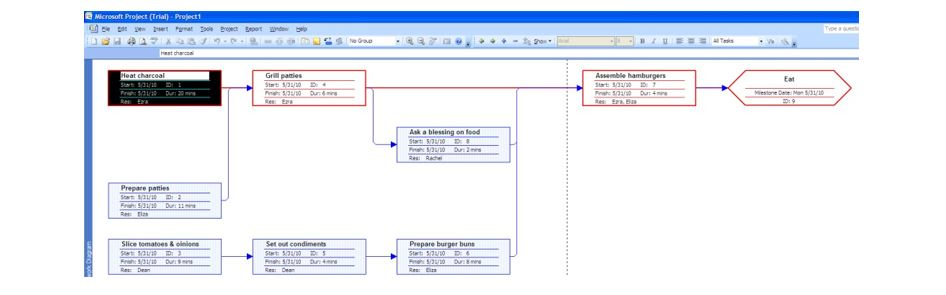 Microsoft Project (Trial) - Project1
File Edit View Insert Format Tools Project Report Window Help
Type a questi
No Group
Show
Arial
8
B I U
All Tasks
Heat charcoal
Heat charcoal
Start: 5/31/10 ID: 1
Finish: 5/31/10 Dur: 20 mins
Res: Ezra
Grill patties
Start: 5/31/10 ID: 4
Finish: 5/31/10 Dur: 6 mins
Res: Ezra
Assemble hamburgers
Start: 5/31/10 ID: 7
Finish: 5/31/10 Dur: 4 mins
Res: Ezra, Eliza
Eat
Milestone Date: Mon 5/31/10
ID: 9
Ask a blessing on food
Start: 5/31/10 ID: 8
Finish: 5/31/10 Dur: 2 mins
Res: Rachel
Prepare patties
Start: 5/31/10 ID: 2
Finish: 5/31/10 Dur: 11 mins
Res: Eliza
Slice tomatoes & oinions
Start: 5/31/10 ID: 3
Finish: 5/31/10 Dur: 9 mins
Res: Dean
Set out condiments
Start: 5/31/10 ID: 5
Finish: 5/31/10 Dur: 4 mins
Res: Dean
Prepare burger buns
Start: 5/31/10 ID: 6
Finish: 5/31/10 Dur: 8 mins
Res: Eliza
work Diagram